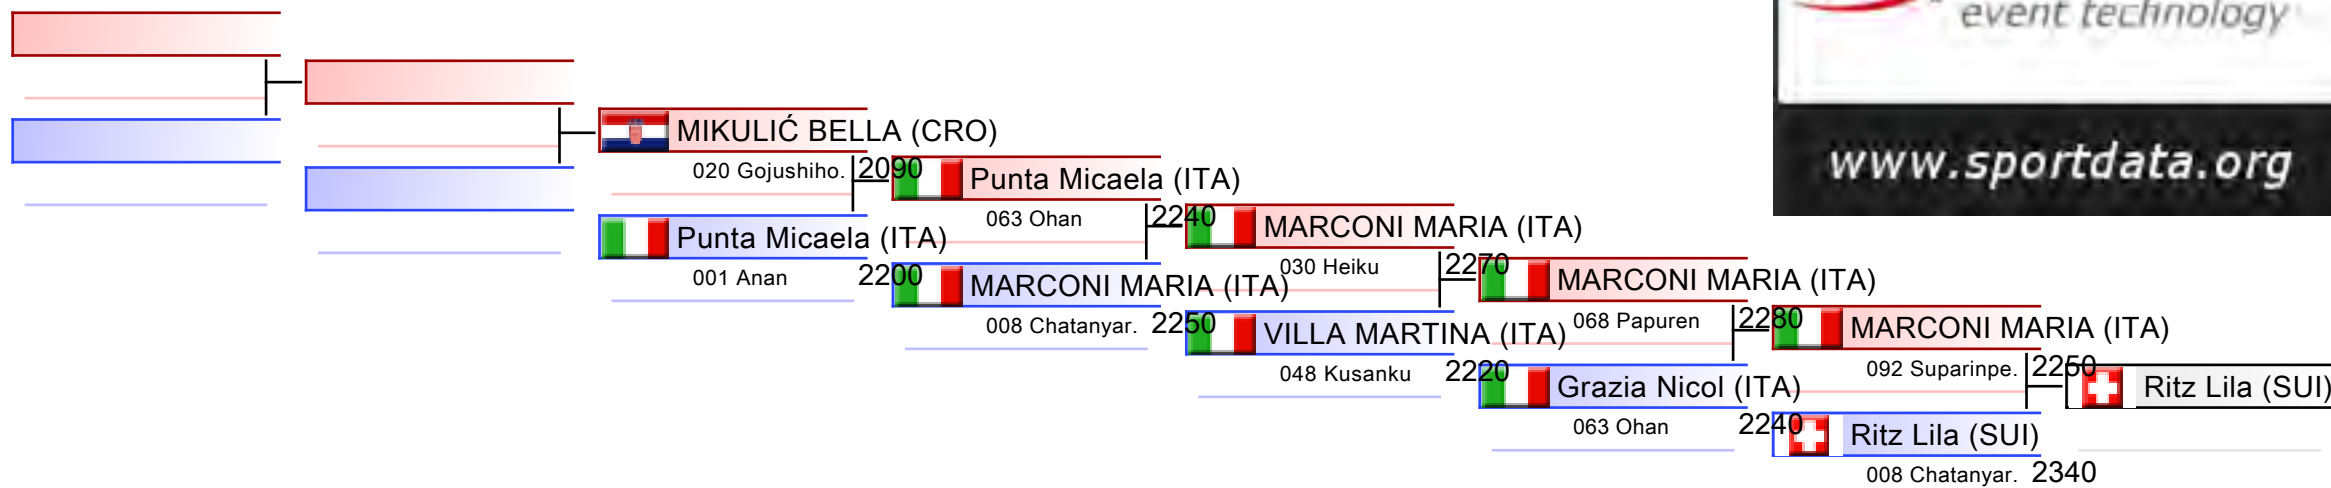 event technology
www.sportdata.org
MIKULIĆ BELLA (CRO)
020 Gojushiho. 2090
Punta Micaela (ITA)
001 Anan 2200
Punta Micaela (ITA)
063 Ohan 2240
MARCONI MARIA (ITA)
008 Chatanyar. 2250
MARCONI MARIA (ITA)
030 Heiku 2270
VILLA MARTINA (ITA)
048 Kusanku 2220
MARCONI MARIA (ITA)
068 Papuren 2280
Grazia Nicol (ITA)
063 Ohan 2240
MARCONI MARIA (ITA)
092 Suparinpe. 2250
Ritz Lila (SUI)
008 Chatanyar. 2340
Ritz Lila (SUI)